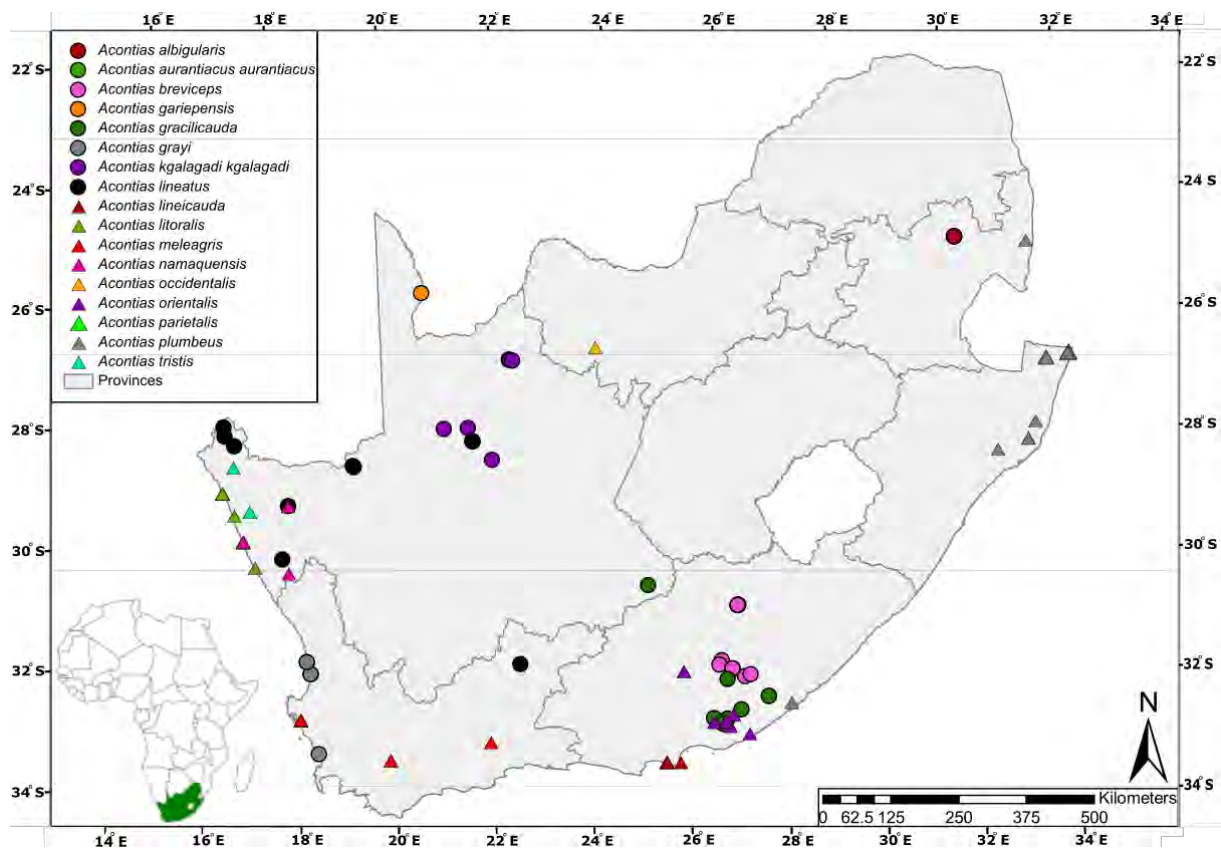 16°E 18°E 20°E 22°E 24°E 26°E 28°E 30°E 32°E 34°E
Acontias albigularis
Acontias aurantiacus aurantiacus
Acontias breviceps
Acontias gariepensis
Acontias gracilicauda
Acontias grayi
Acontias kgalagadi kgalagadi
Acontias lineatus
Acontias lineicauda
Acontias litoralis
Acontias meleagris
Acontias namaquensis
Acontias occidentalis
Acontias orientalis
Acontias parietalis
Acontias plumbeus
Acontias tristis
Provinces
22°S
24°S
26°S
28°S
30°S
32°S
34°S
22°S
24°S
26°S
28°S
30°S
32°S
34°S
N
Kilometers
0 62.5 125 250 375 500
14°E 16°E 18°E 20°E 22°E 24°E 26°E 28°E 30°E 32°E 34°E